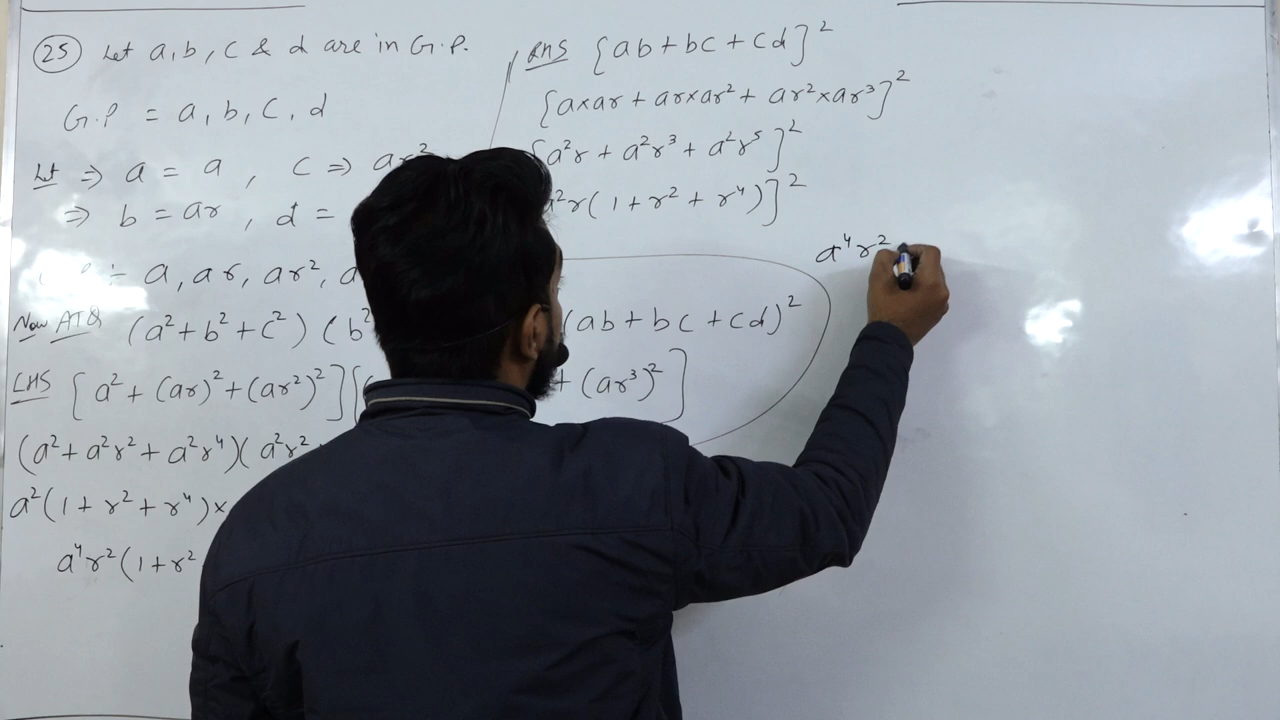 (25) Let a, b, c & d are in G.P.
G.P = a, b, c, d
Let ⇒ a = a , c ⇒ ar²
⇒ b = ar , d =
÷ a, ar, ar², a
Now ATQ (a²+b²+c²) (b² (ab+bc+cd)²
LHS [a² + (ar)² + (ar²)²][ + (ar³)²]
(a²+a²r²+a²r⁴)(a²r²
a²(1+r²+r⁴)×
a⁴r²(1+r²
RHS {ab+bc+cd]²
[a×ar + ar×ar² + ar²×ar³]²
[a²r + a²r³ + a²r⁵]²
a²r(1+r²+r⁴)]²
a⁴r²